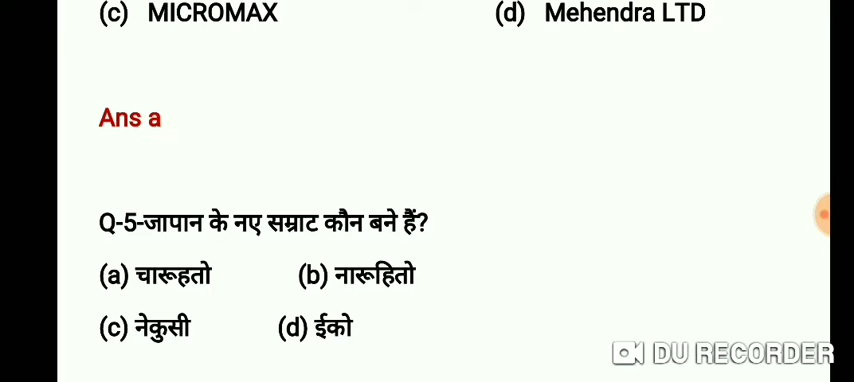 (c) MICROMAX (d) Mehendra LTD
Ans a
Q-5-जापान के नए सम्राट कौन बने हैं?
(a) चारूहतो (b) नारूहितो
(c) नेकुसी (d) ईको
DU RECORDER